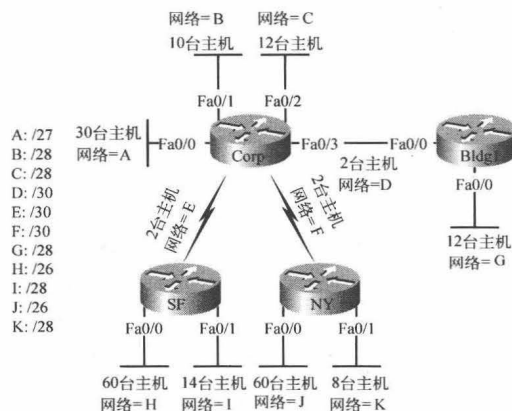 网络=B
10台主机
网络=C
12台主机
Fa0/1
Fa0/2
30台主机
网络=A
Fa0/0
Corp
Fa0/3
2台主机
网络=D
Fa0/0
Bldg1
Fa0/0
12台主机
网络=G
A: /27
B: /28
C: /28
D: /30
E: /30
F: /30
G: /28
H: /26
I: /28
J: /26
K: /28
2台主机
网络=E
2台主机
网络=F
SF
Fa0/0
Fa0/1
NY
Fa0/0
Fa0/1
60台主机
网络=H
14台主机
网络=I
60台主机
网络=J
8台主机
网络=K